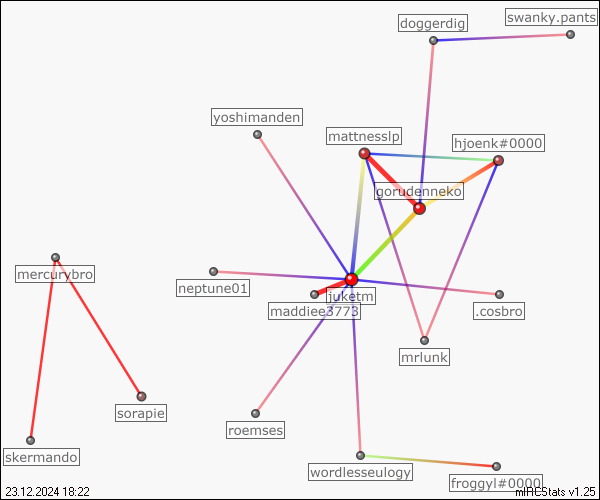 swanky.pants
doggerdig
yoshimanden
mattnesslp
hjoenk#0000
gorudenneko
mercurybro
neptune01
juketm
maddiee3773
.cosbro
mrlunk
sorapie
roemses
skermando
wordlesseulogy
froggyl#0000
23.12.2024 18:22
mIRCStats v1.25